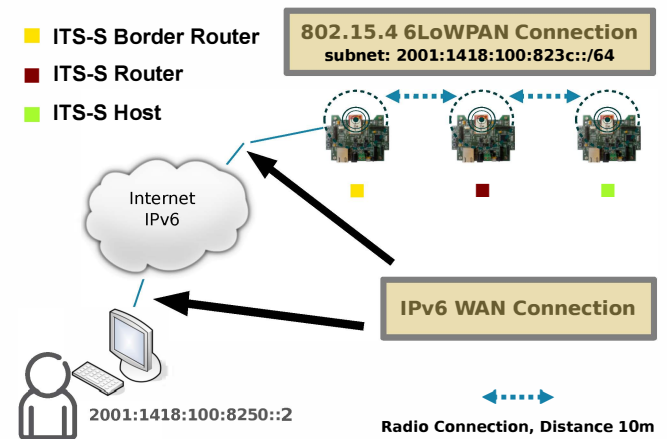 ITS-S Border Router
ITS-S Router
ITS-S Host
802.15.4 6LoWPAN Connection
subnet: 2001:1418:100:823c::/64
Internet
IPv6
IPv6 WAN Connection
2001:1418:100:8250::2
Radio Connection, Distance 10m